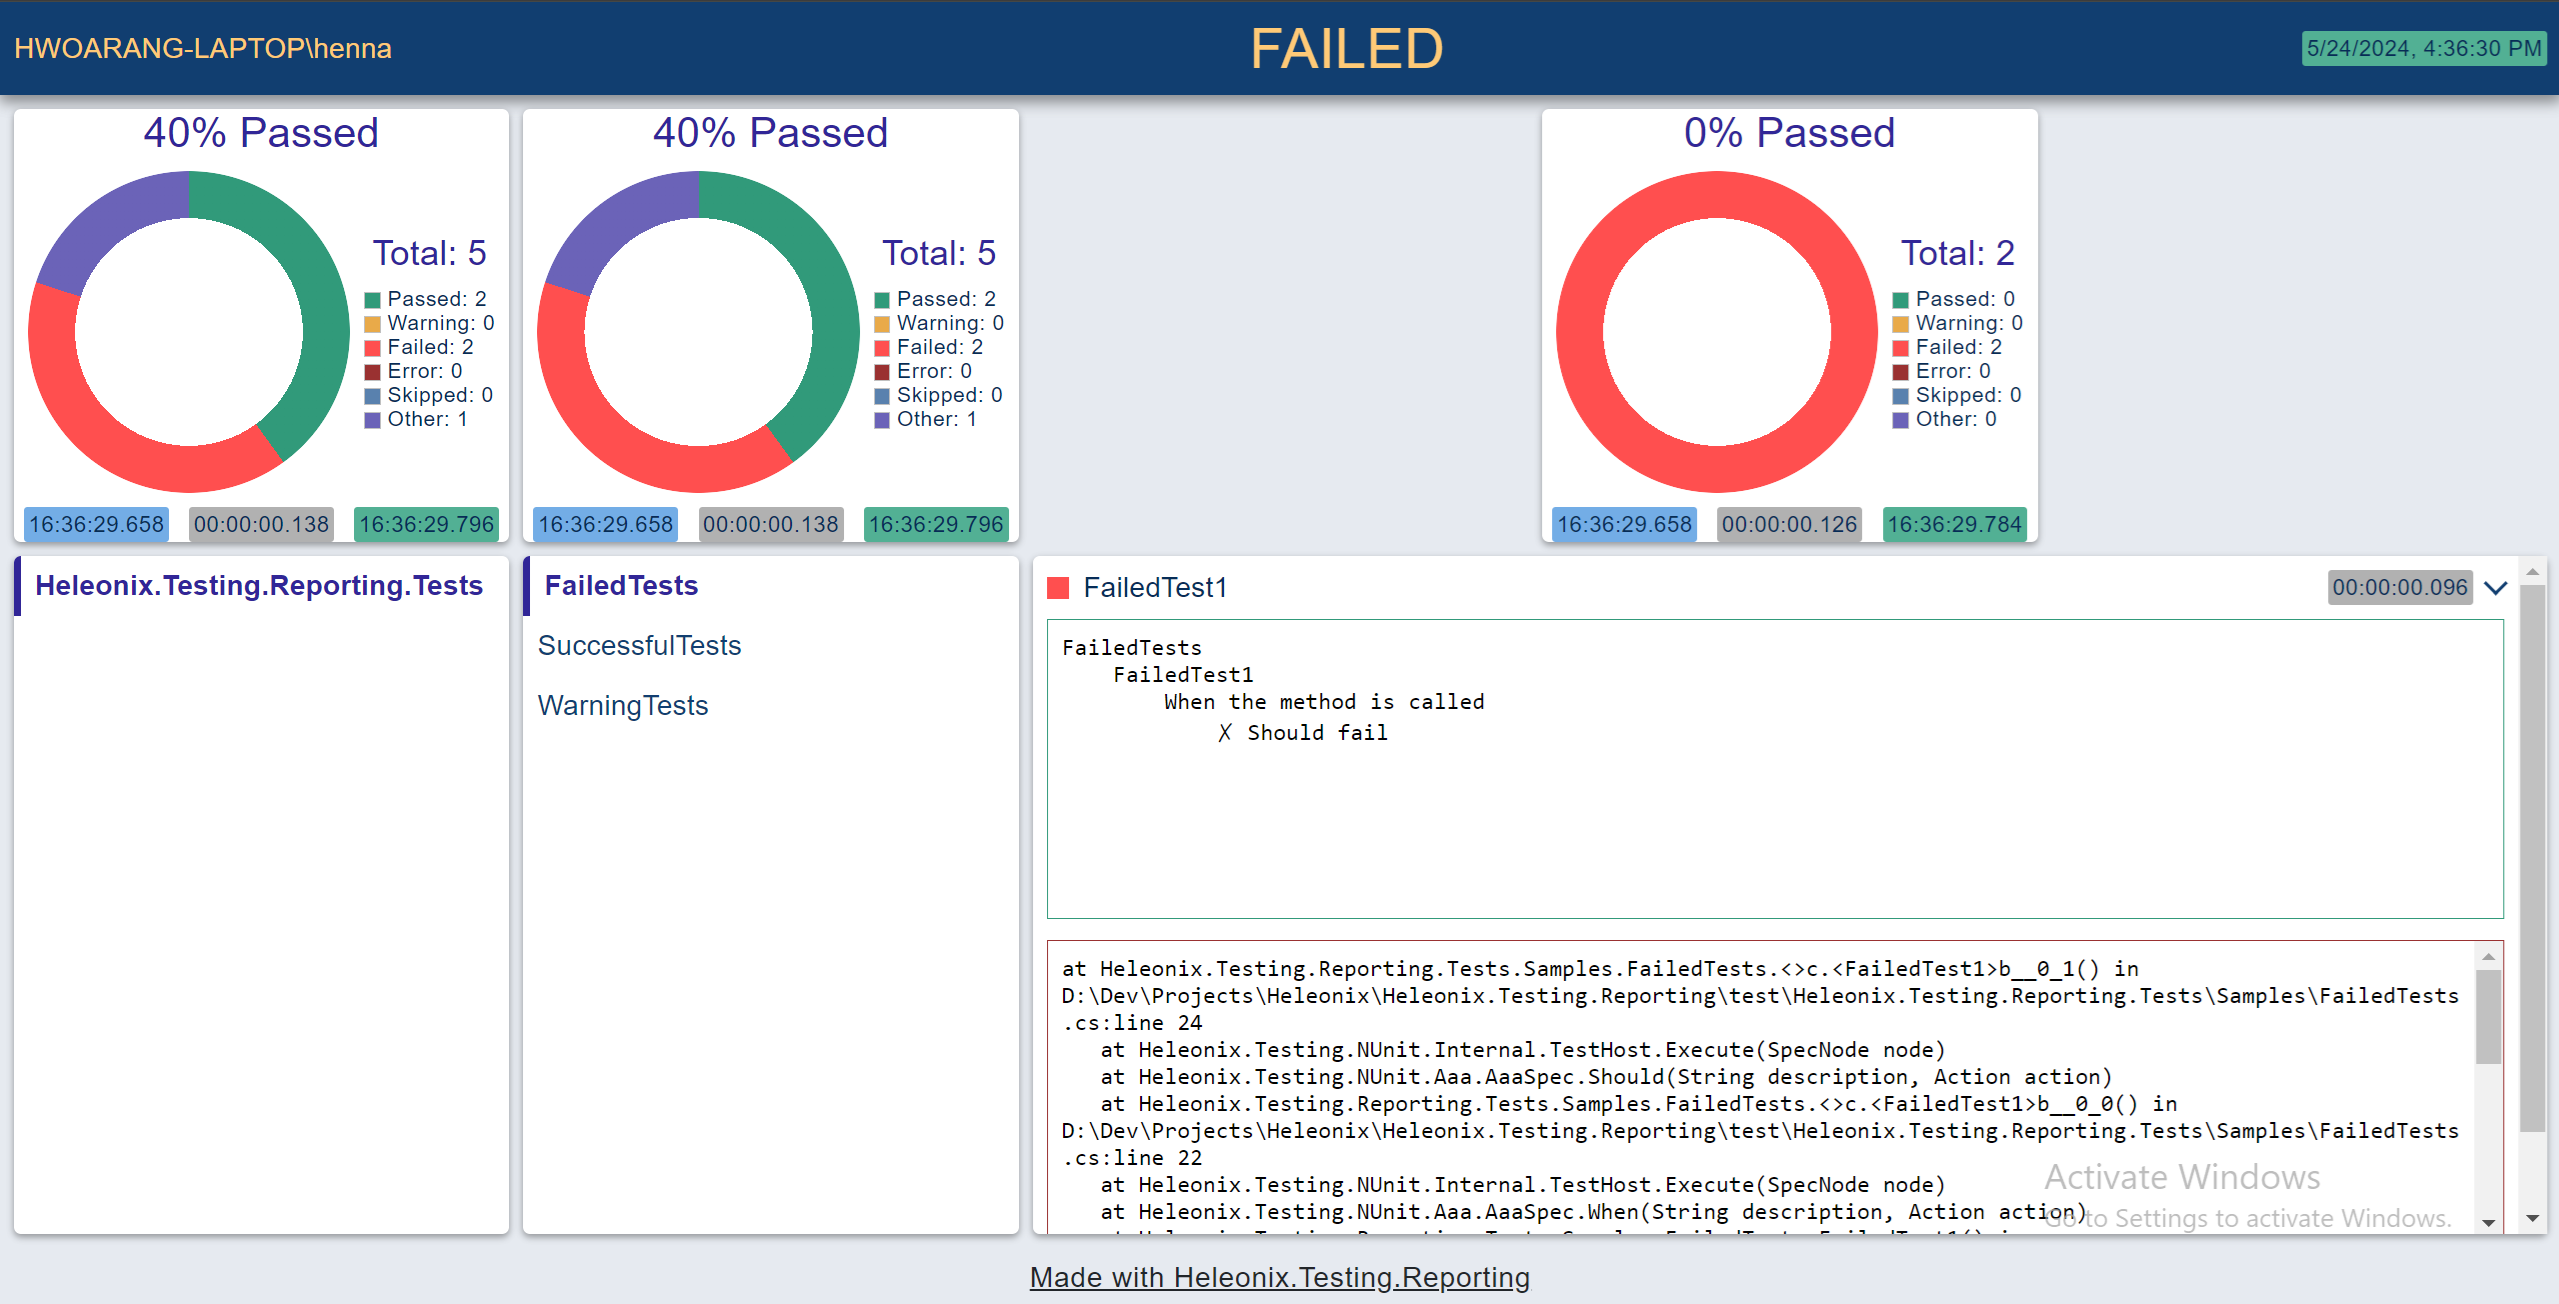 HWOARANG-LAPTOP\henna
FAILED
5/24/2024, 4:36:30 PM
40% Passed
Total: 5
Passed: 2
Warning: 0
Failed: 2
Error: 0
Skipped: 0
Other: 1
16:36:29.658 00:00:00.138 16:36:29.796
40% Passed
Total: 5
Passed: 2
Warning: 0
Failed: 2
Error: 0
Skipped: 0
Other: 1
16:36:29.658 00:00:00.138 16:36:29.796
0% Passed
Total: 2
Passed: 0
Warning: 0
Failed: 2
Error: 0
Skipped: 0
Other: 0
16:36:29.658 00:00:00.126 16:36:29.784
Heleonix.Testing.Reporting.Tests
FailedTests
SuccessfulTests
WarningTests
FailedTest1 00:00:00.096
FailedTests
FailedTest1
When the method is called
✗ Should fail
at Heleonix.Testing.Reporting.Tests.Samples.FailedTests.<>c.<FailedTest1>b__0_1() in
D:\Dev\Projects\Heleonix\Heleonix.Testing.Reporting\test\Heleonix.Testing.Reporting.Tests\Samples\FailedTests
.cs:line 24
at Heleonix.Testing.NUnit.Internal.TestHost.Execute(SpecNode node)
at Heleonix.Testing.NUnit.Aaa.AaaSpec.Should(String description, Action action)
at Heleonix.Testing.Reporting.Tests.Samples.FailedTests.<>c.<FailedTest1>b__0_0() in
D:\Dev\Projects\Heleonix\Heleonix.Testing.Reporting\test\Heleonix.Testing.Reporting.Tests\Samples\FailedTests
.cs:line 22
at Heleonix.Testing.NUnit.Internal.TestHost.Execute(SpecNode node)
at Heleonix.Testing.NUnit.Aaa.AaaSpec.When(String description, Action action)
Activate Windows
Go to Settings to activate Windows.
Made with Heleonix.Testing.Reporting